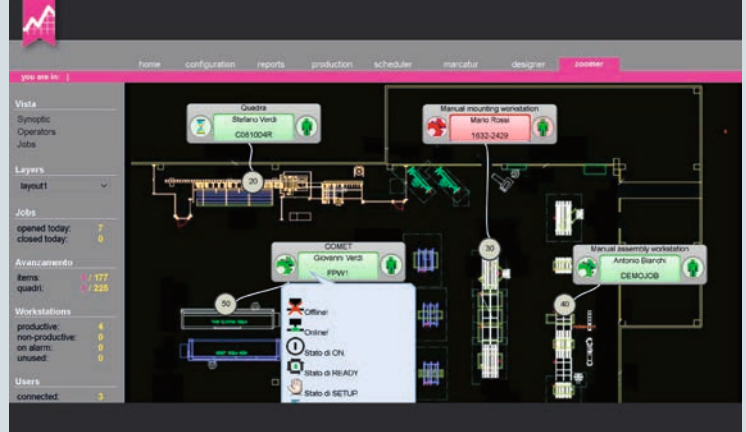 home configuration reports production scheduler marcatur designer zoomer
you are in: |
Vista
Synoptic
Operators
Jobs
Layers
layout1
Jobs
opened today: 7
closed today: 0
Avanzamento
items: / 177
quadri: / 225
Workstations
productive: 4
non-productive: 0
on alarm: 0
unused: 0
Users
connected: 3
Quadra
Stefano Verdi
C081004R
20
Manual mounting workstation
Mario Rossi
1632-2429
30
COMET
Giovanni Verdi
FPW1
50
Manual assembly workstation
Antonio Bianchi
DEMOJOB
40
Offline!
Online!
Stato di ON.
Stato di READY
Stato di SETUP